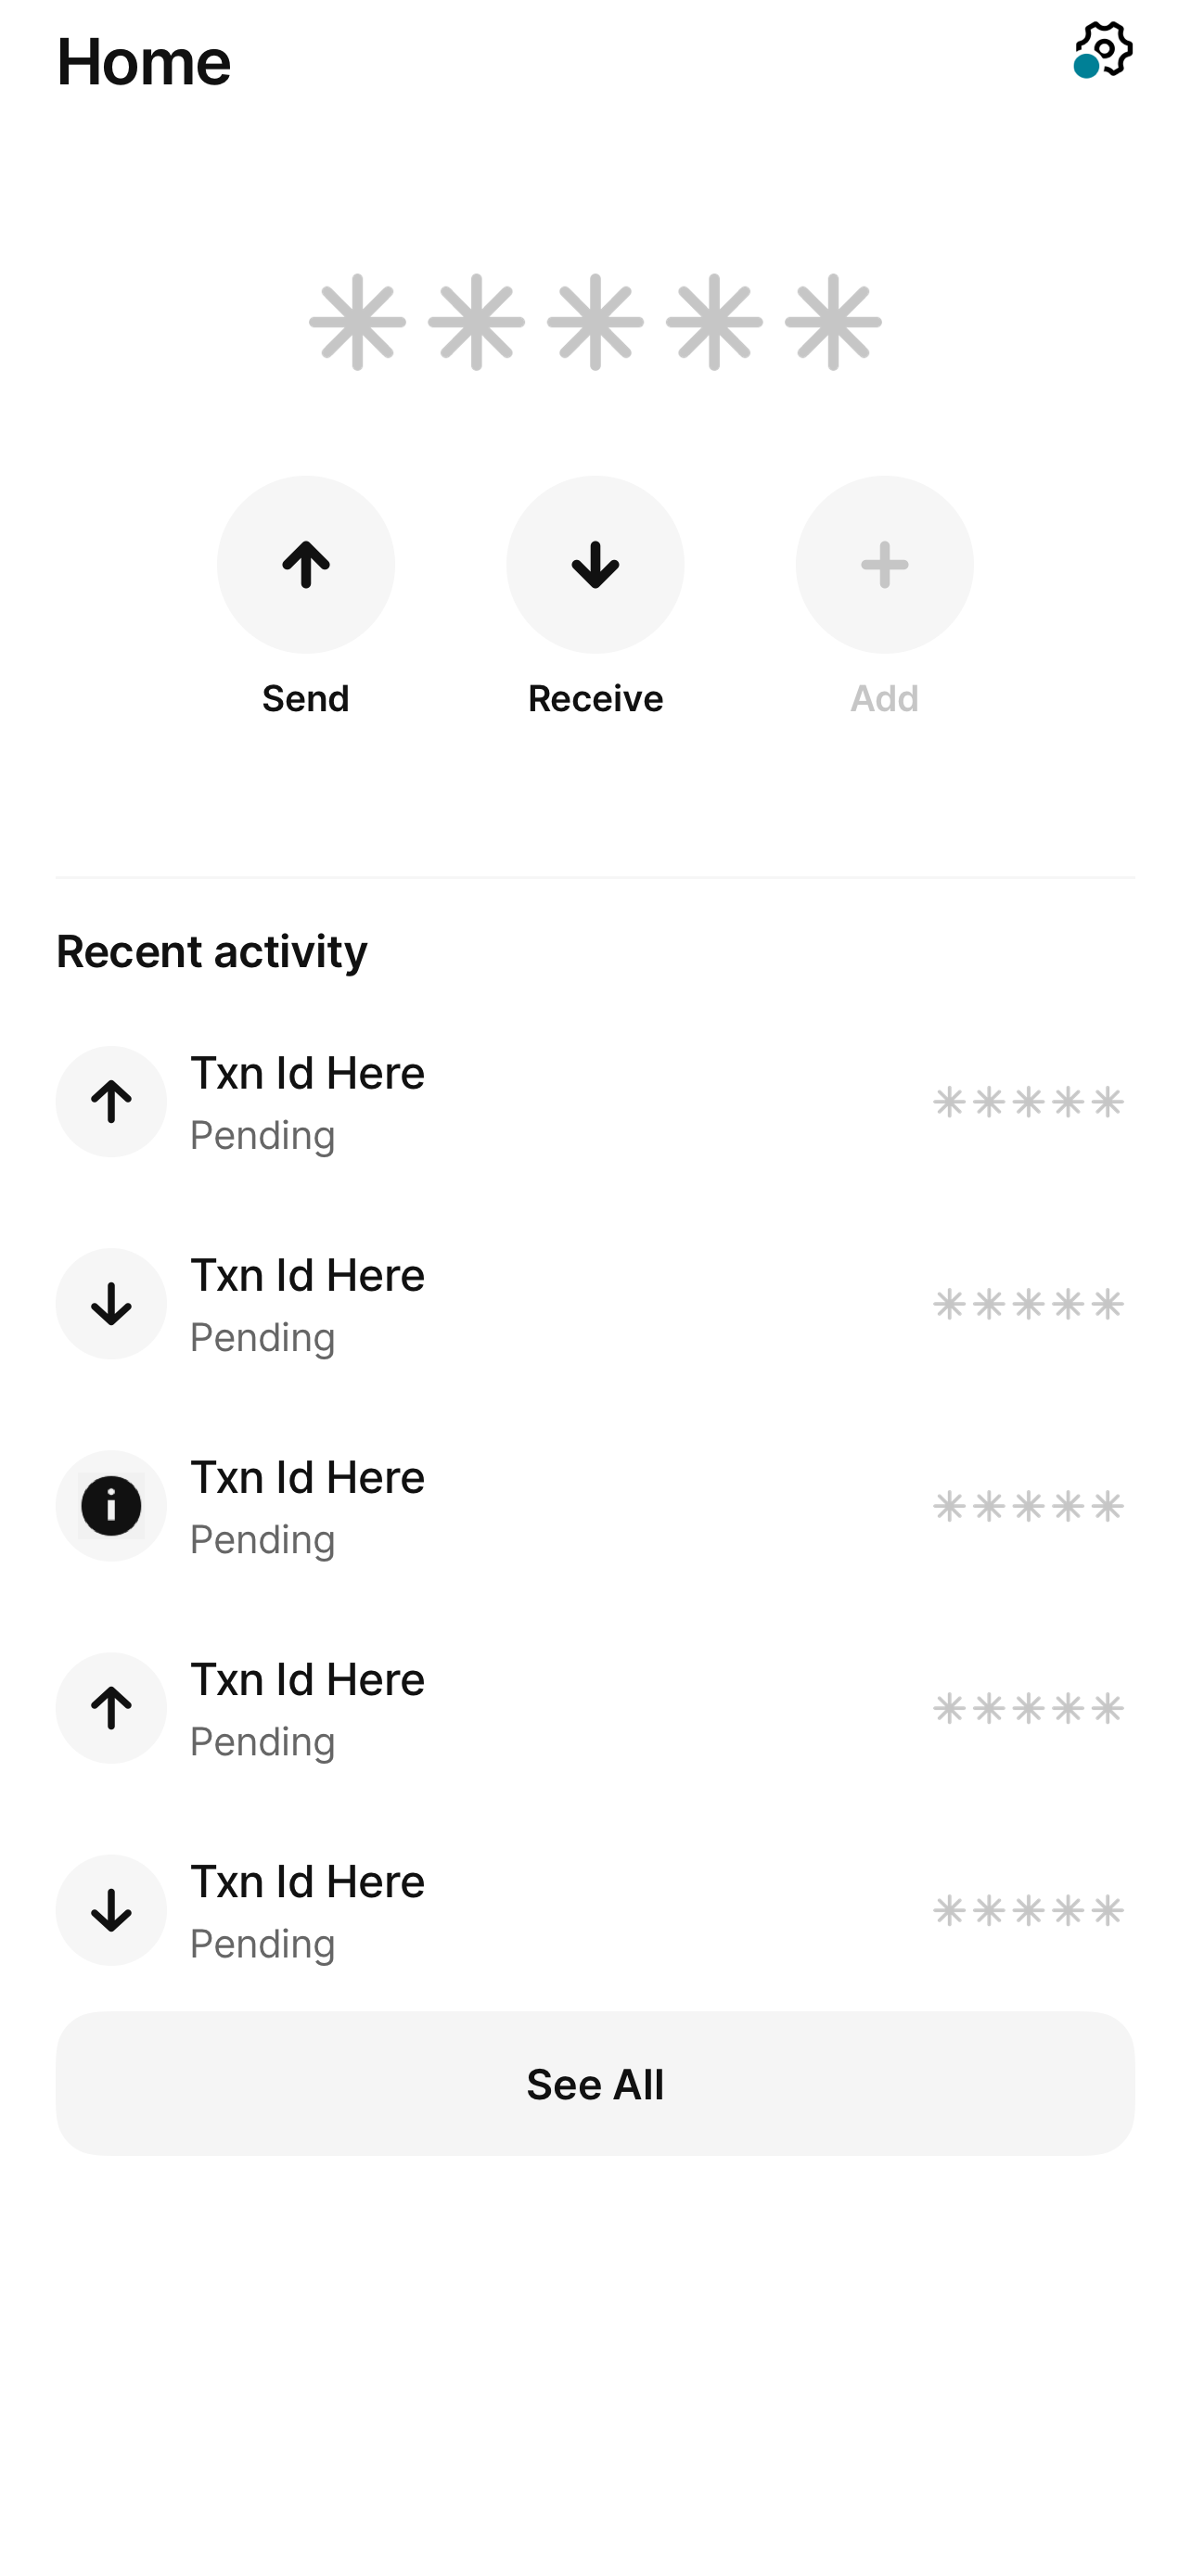 Home
*****
Send
Receive
Add
Recent activity
Txn Id Here
Pending
*****
Txn Id Here
Pending
*****
Txn Id Here
Pending
*****
Txn Id Here
Pending
*****
Txn Id Here
Pending
*****
See All